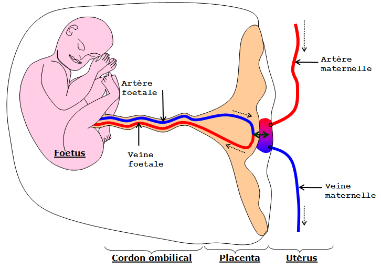 Artère
foetale
Artère
maternelle
Foetus
Veine
foetale
Veine
maternelle
Cordon ombilical
Placenta
Utérus